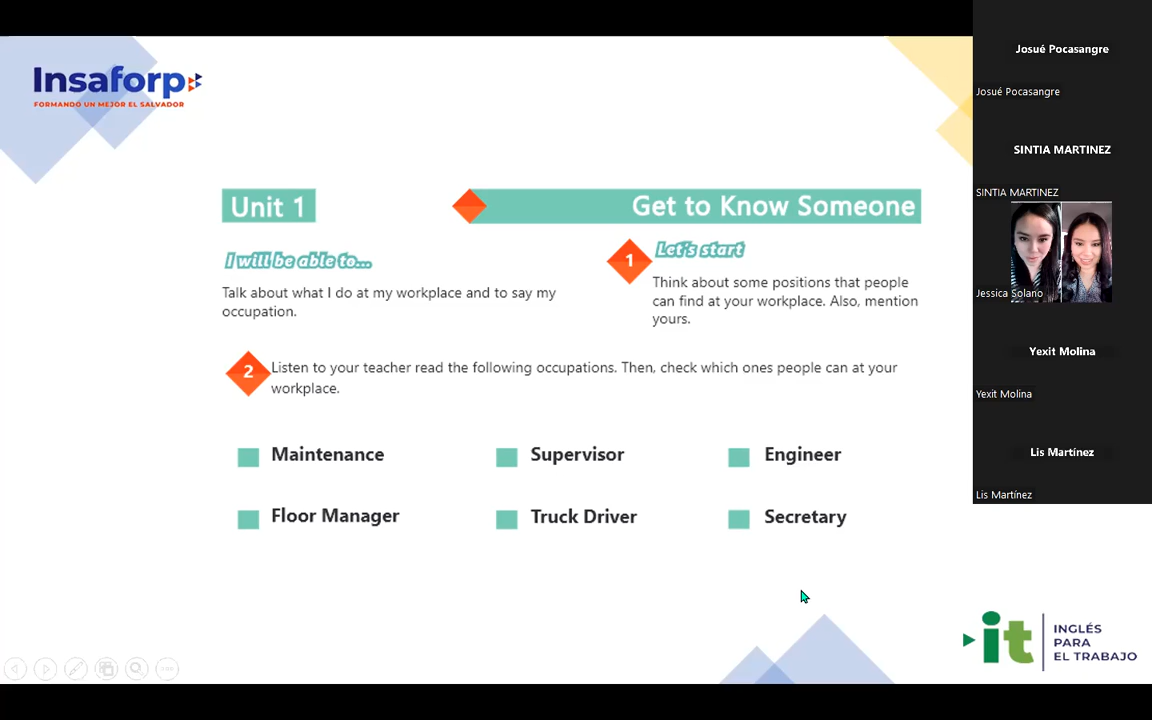 Insaforp
FORMANDO UN MEJOR EL SALVADOR
Unit 1
Get to Know Someone
I will be able to...
Talk about what I do at my workplace and to say my
occupation.
1
Let's start
Think about some positions that people
can find at your workplace. Also, mention
yours.
2
Listen to your teacher read the following occupations. Then, check which ones people can at your
workplace.
Maintenance
Supervisor
Engineer
Floor Manager
Truck Driver
Secretary
it
INGLÉS
PARA
EL TRABAJO
Josué Pocasangre
Josué Pocasangre
SINTIA MARTINEZ
SINTIA MARTINEZ
Jessica Solano
Yexit Molina
Yexit Molina
Lis Martínez
Lis Martínez